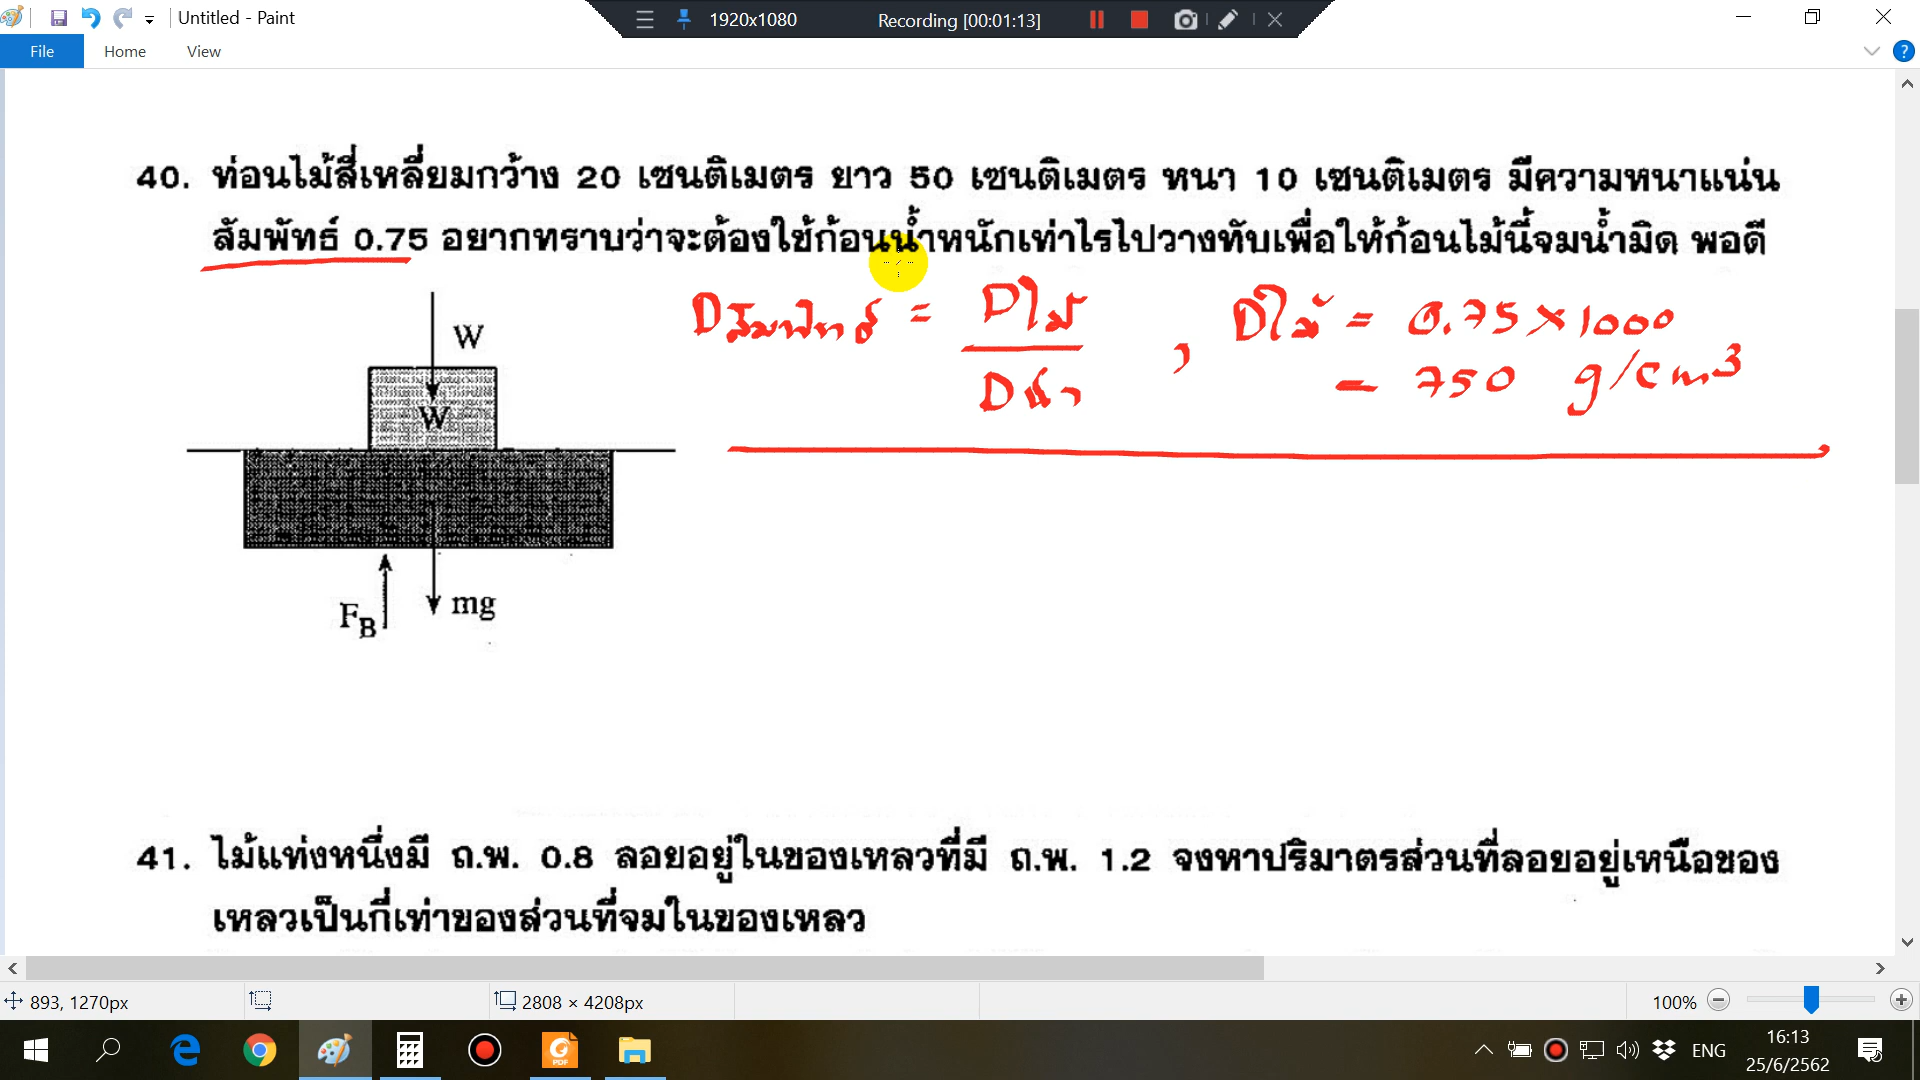 Untitled - Paint
1920x1080
Recording [00:01:13]
File
Home
View
40. ท่อนไม้สี่เหลี่ยมกว้าง 20 เซนติเมตร ยาว 50 เซนติเมตร หนา 10 เซนติเมตร มีความหนาแน่น
สัมพัทธ์ 0.75 อยากทราบว่าจะต้องใช้ก้อนน้ำหนักเท่าไรไปวางทับเพื่อให้ก้อนไม้นี้จมน้ำมิด พอดี
Dสัมพัทธ์ = Dไม้ / Dน้ำ , Dไม้ = 0.75 × 1000
= 750 g/cm³
W
W
F_B
mg
41. ไม้แท่งหนึ่งมี ถ.พ. 0.8 ลอยอยู่ในของเหลวที่มี ถ.พ. 1.2 จงหาปริมาตรส่วนที่ลอยอยู่เหนือของ
เหลวเป็นกี่เท่าของส่วนที่จมในของเหลว
893, 1270px
2808 × 4208px
100%
PDF
ENG
16:13
25/6/2562